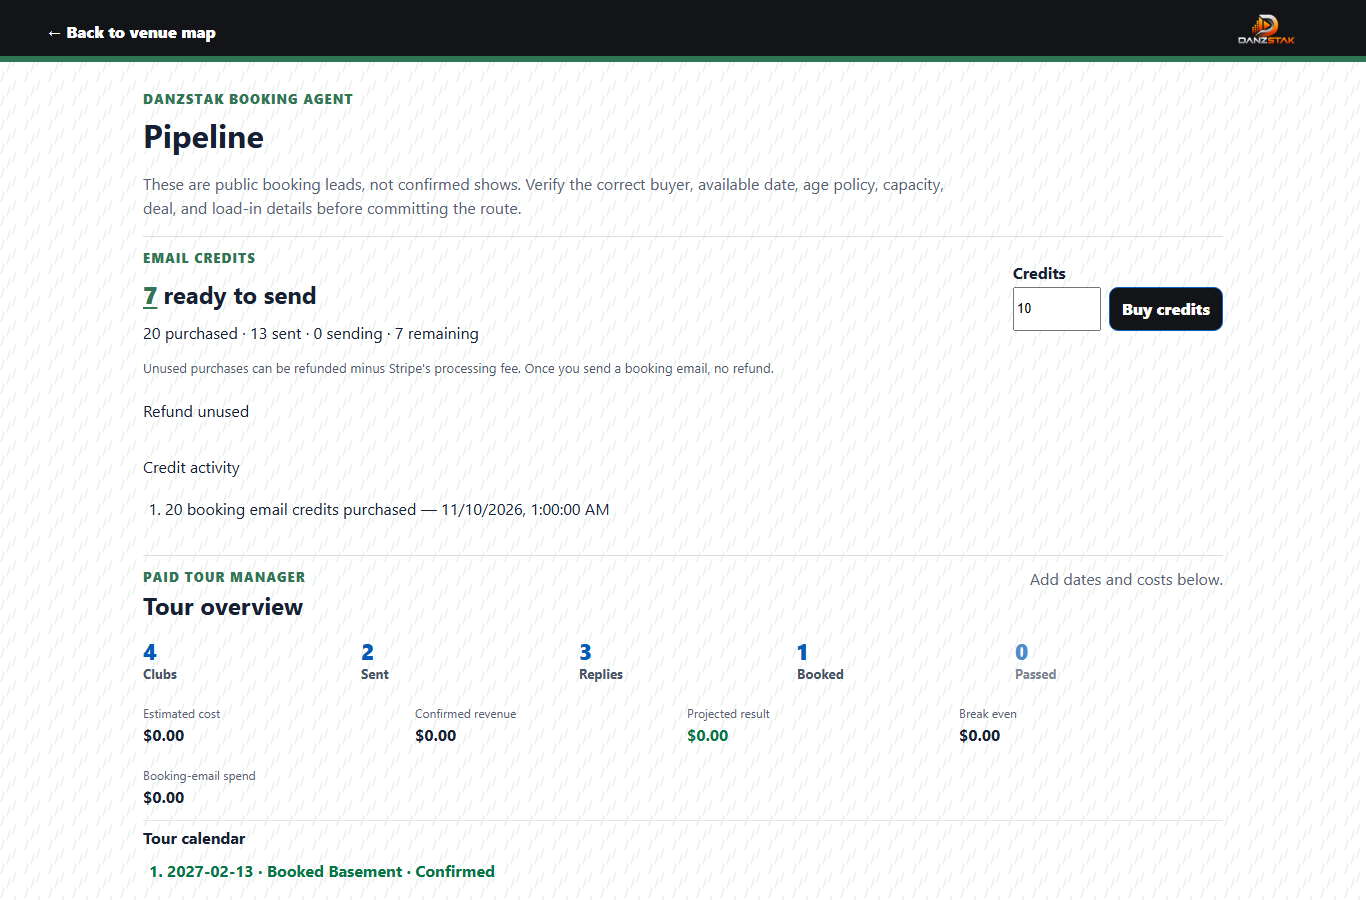 ← Back to venue map
DANZSTAK
DANZSTAK BOOKING AGENT
Pipeline
These are public booking leads, not confirmed shows. Verify the correct buyer, available date, age policy, capacity,
deal, and load-in details before committing the route.
EMAIL CREDITS
7 ready to send
20 purchased · 13 sent · 0 sending · 7 remaining
Unused purchases can be refunded minus Stripe's processing fee. Once you send a booking email, no refund.
Credits
10
Buy credits
Refund unused
Credit activity
1. 20 booking email credits purchased — 11/10/2026, 1:00:00 AM
PAID TOUR MANAGER
Add dates and costs below.
Tour overview
4 2 3 1 0
Clubs Sent Replies Booked Passed
Estimated cost Confirmed revenue Projected result Break even
$0.00 $0.00 $0.00 $0.00
Booking-email spend
$0.00
Tour calendar
1. 2027-02-13 · Booked Basement · Confirmed